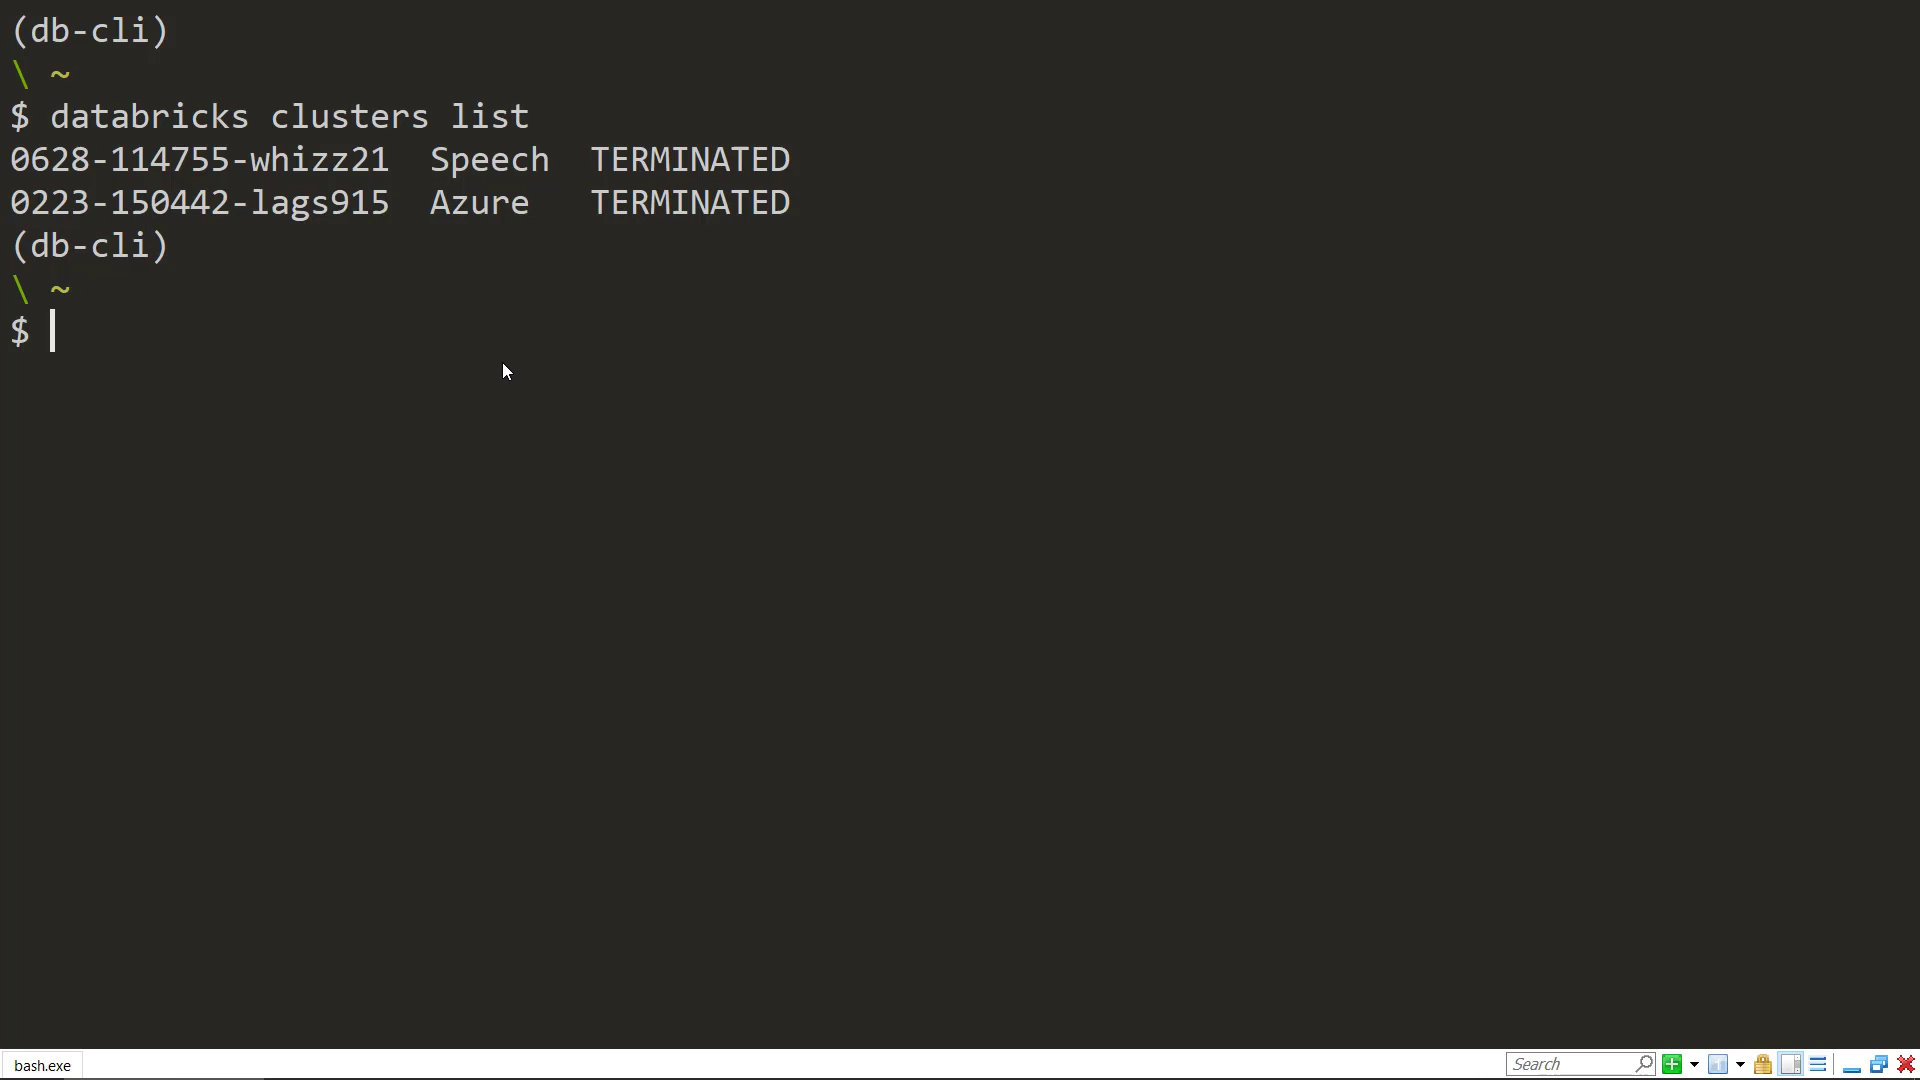 (db-cli)
\ ~
$ databricks clusters list
0628-114755-whizz21  Speech  TERMINATED
0223-150442-lags915  Azure   TERMINATED
(db-cli)
\ ~
$
bash.exe
Search